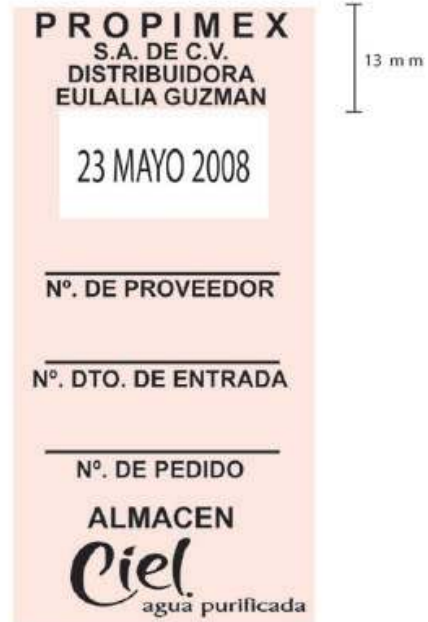 PROPIMEX
S.A. DE C.V.
DISTRIBUIDORA
EULALIA GUZMAN
13 mm
23 MAYO 2008
Nº. DE PROVEEDOR
Nº. DTO. DE ENTRADA
Nº. DE PEDIDO
ALMACEN
Ciel
agua purificada